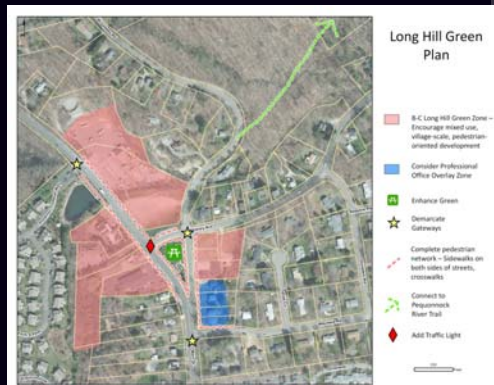 Long Hill Green
Plan
B-C Long Hill Green Zone –
Encourage mixed use,
village-scale, pedestrian-
oriented development
Consider Professional
Office Overlay Zone
Enhance Green
Demarcate
Gateways
Complete pedestrian
network – Sidewalks on
both sides of streets,
crosswalks
Connect to
Pequonnock
River Trail
Add Traffic Light